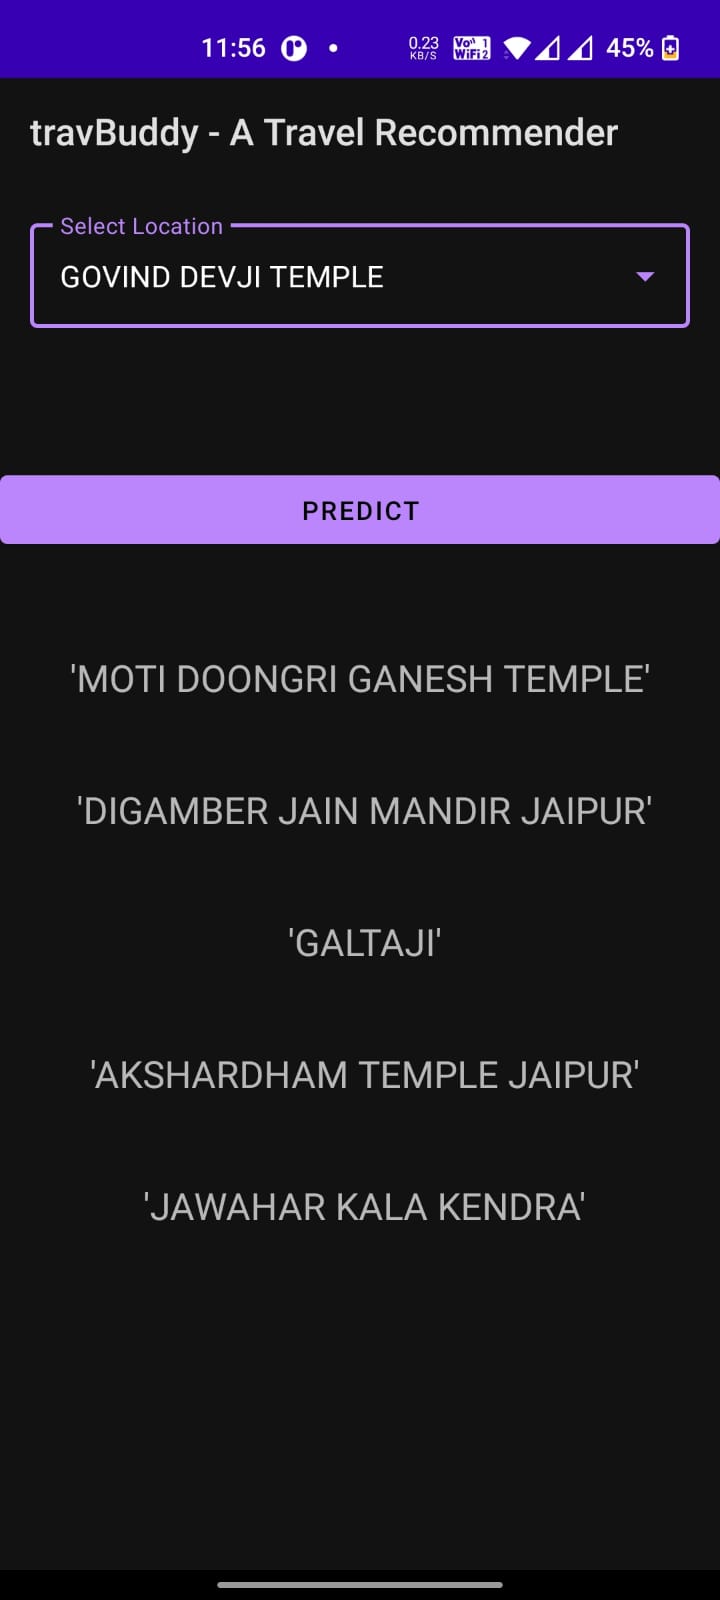 11:56
0.23
KB/S
Vo 1
WiFi 2
45%
travBuddy - A Travel Recommender
Select Location
GOVIND DEVJI TEMPLE
PREDICT
'MOTI DOONGRI GANESH TEMPLE'
'DIGAMBER JAIN MANDIR JAIPUR'
'GALTAJI'
'AKSHARDHAM TEMPLE JAIPUR'
'JAWAHAR KALA KENDRA'